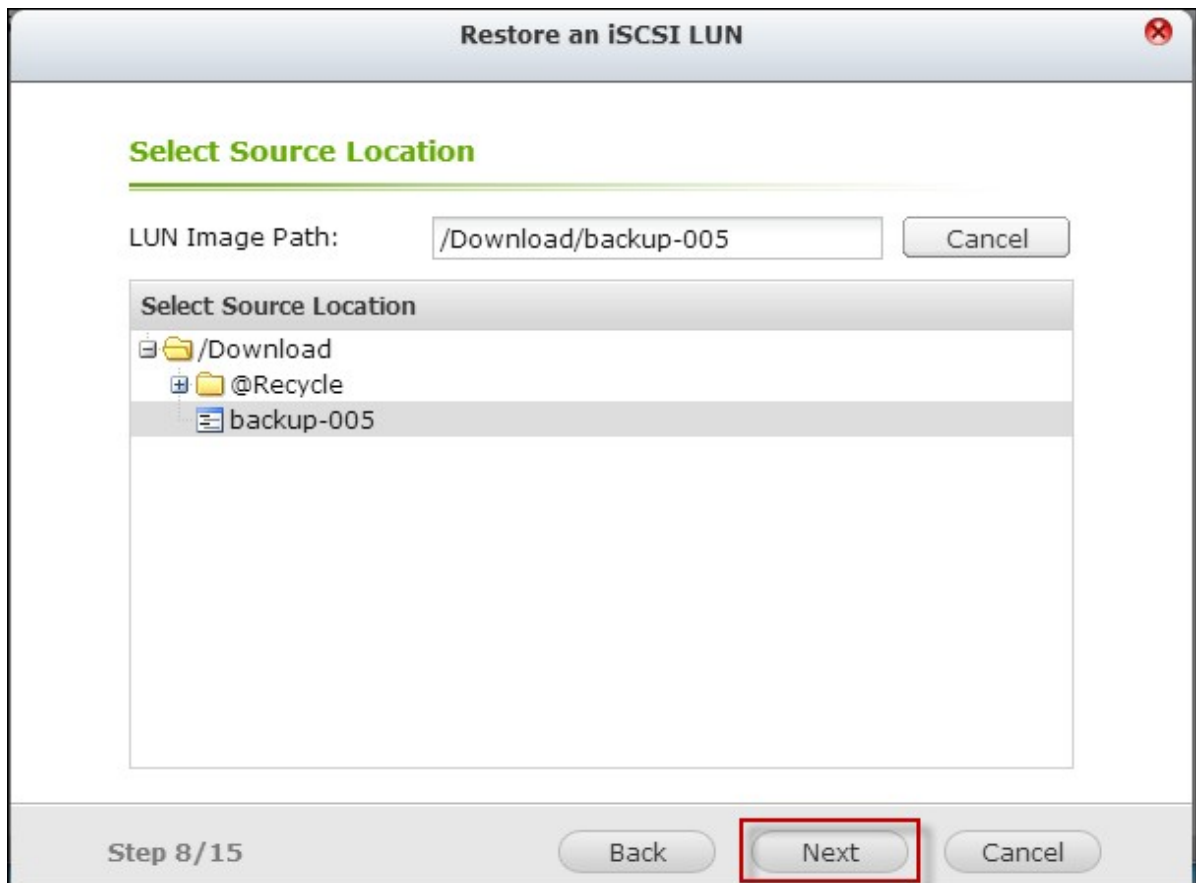 Restore an iSCSI LUN
Select Source Location
LUN Image Path: /Download/backup-005 Cancel
Select Source Location
/Download
@Recycle
backup-005
Step 8/15 Back Next Cancel